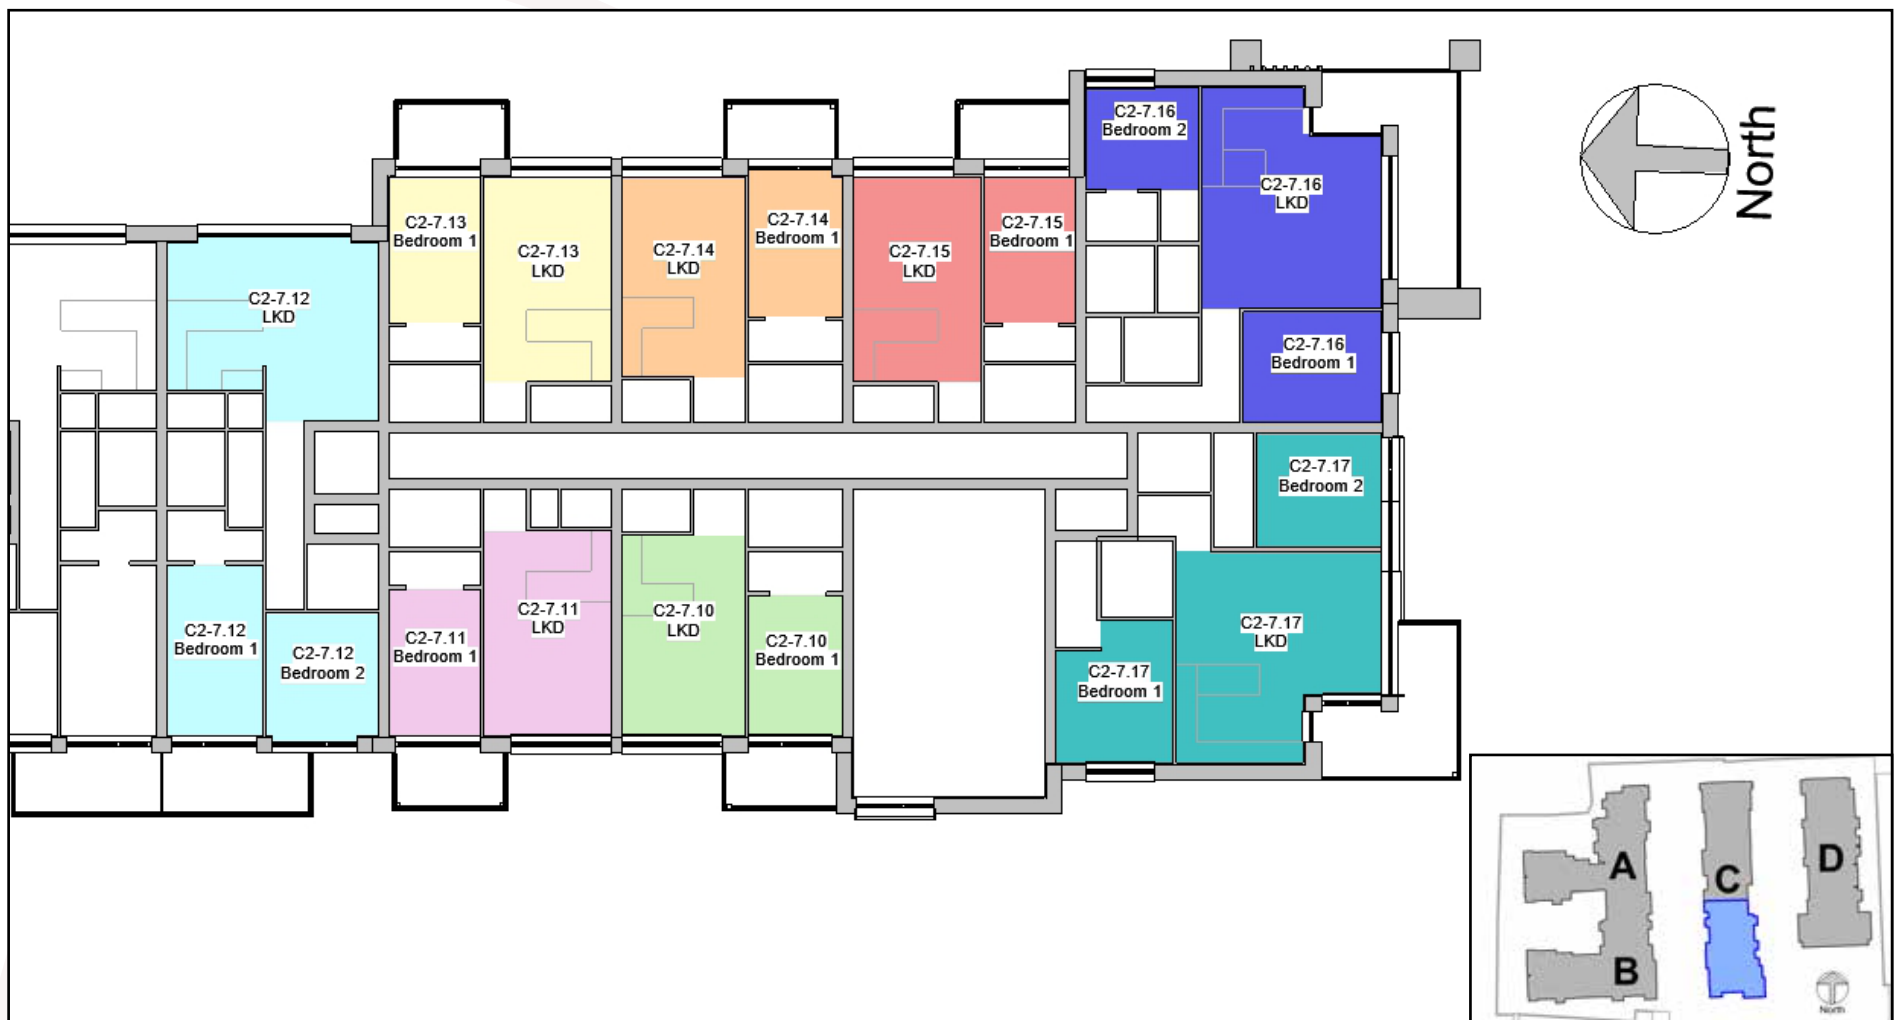 C2-7.16
Bedroom 2
C2-7.16
LKD
North
C2-7.13
Bedroom 1
C2-7.13
LKD
C2-7.14
LKD
C2-7.14
Bedroom 1
C2-7.15
LKD
C2-7.15
Bedroom 1
C2-7.12
LKD
C2-7.16
Bedroom 1
C2-7.17
Bedroom 2
C2-7.12
Bedroom 1
C2-7.12
Bedroom 2
C2-7.11
Bedroom 1
C2-7.11
LKD
C2-7.10
LKD
C2-7.10
Bedroom 1
C2-7.17
Bedroom 1
C2-7.17
LKD
A
C
D
B
North